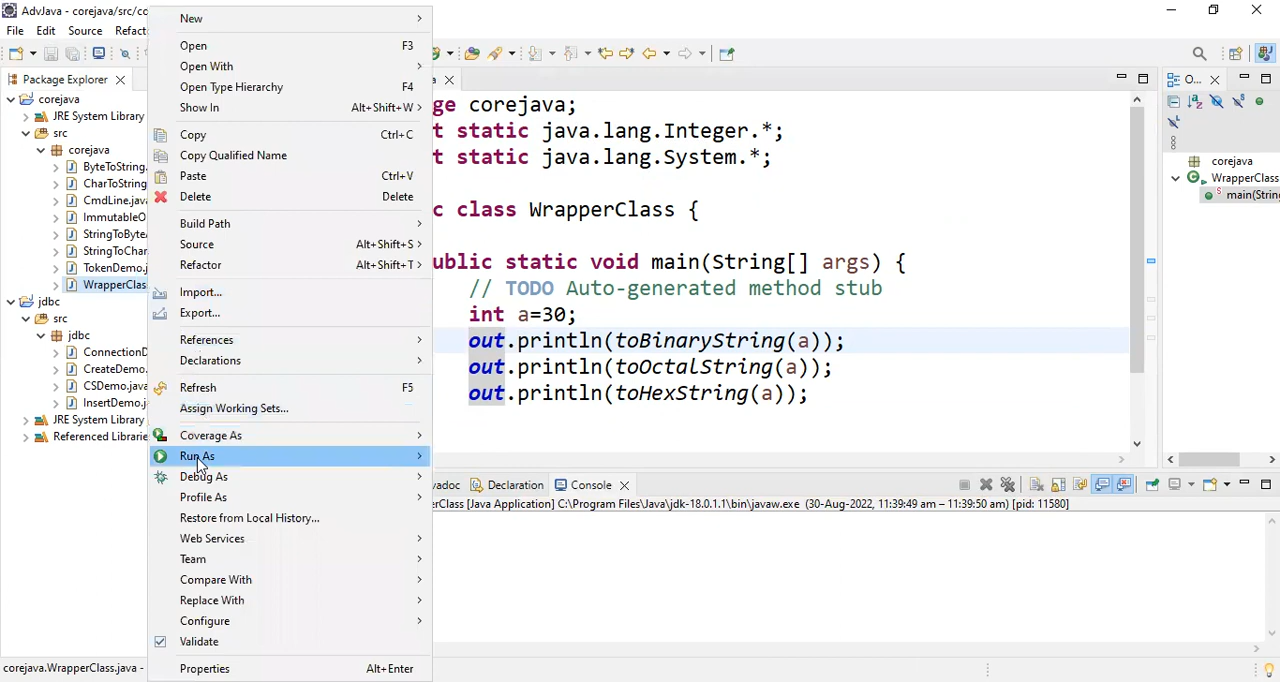 AdvJava - corejava/src/co
File Edit Source Refact
Package Explorer
corejava
JRE System Library
src
corejava
ByteToString.
CharToString
CmdLine.java
ImmutableO
StringToByte
StringToChar
TokenDemo.j
WrapperClas
jdbc
src
jdbc
ConnectionD
CreateDemo.
CSDemo.java
InsertDemo.j
JRE System Library
Referenced Librarie
corejava.WrapperClass.java -
New
Open F3
Open With
Open Type Hierarchy F4
Show In Alt+Shift+W
Copy Ctrl+C
Copy Qualified Name
Paste Ctrl+V
Delete Delete
Build Path
Source Alt+Shift+S
Refactor Alt+Shift+T
Import...
Export...
References
Declarations
Refresh F5
Assign Working Sets...
Coverage As
Run As
Debug As
Profile As
Restore from Local History...
Web Services
Team
Compare With
Replace With
Configure
Validate
Properties Alt+Enter
ge corejava;
t static java.lang.Integer.*;
t static java.lang.System.*;
c class WrapperClass {
ublic static void main(String[] args) {
// TODO Auto-generated method stub
int a=30;
out.println(toBinaryString(a));
out.println(toOctalString(a));
out.println(toHexString(a));
vadoc Declaration Console
erClass [Java Application] C:\Program Files\Java\jdk-18.0.1.1\bin\javaw.exe (30-Aug-2022, 11:39:49 am – 11:39:50 am) [pid: 11580]
O...
corejava
WrapperClass
main(String